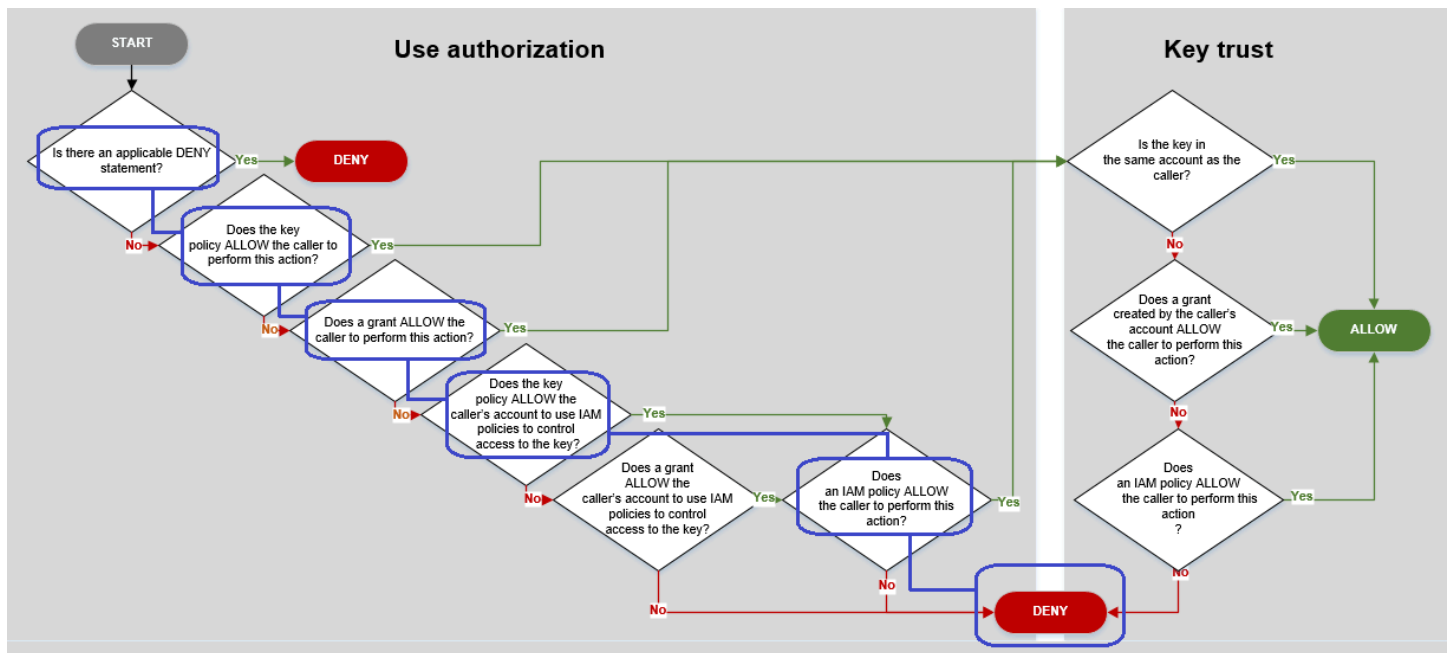 Use authorization
Key trust
START
Is there an applicable DENY
statement?
Yes
DENY
No
Does the key
policy ALLOW the caller to
perform this action?
Yes
No
Does a grant ALLOW the
caller to perform this action?
Yes
No
Does the key
policy ALLOW the
caller's account to use IAM
policies to control
access to the key?
Yes
No
Does a grant
ALLOW the
caller's account to use IAM
policies to control
access to the key?
Yes
No
Does
an IAM policy ALLOW
the caller to perform this
action?
Yes
No
DENY
Is the key in
the same account as the
caller?
Yes
No
Does a grant
created by the caller's
account ALLOW
the caller to perform this
action?
Yes
No
ALLOW
Does
an IAM policy ALLOW
the caller to perform this
action
?
Yes
No